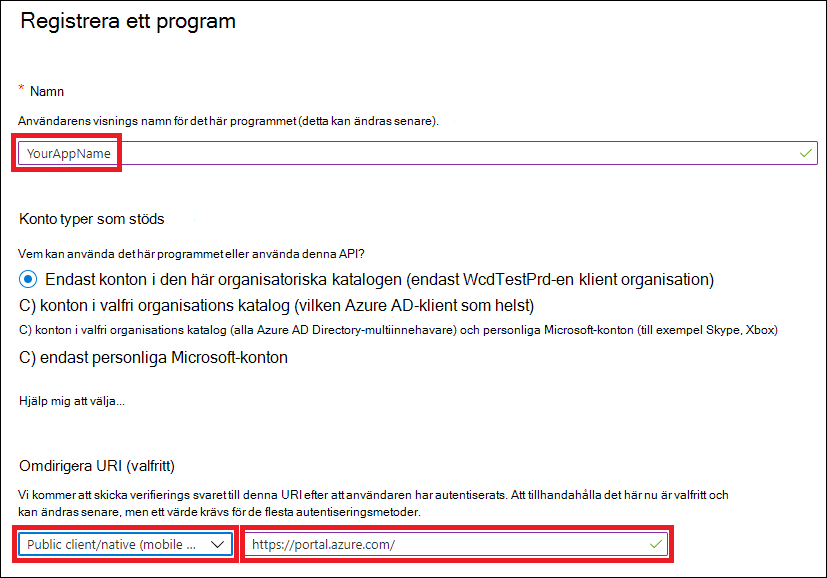 Registrera ett program
* Namn
Användarens visnings namn för det här programmet (detta kan ändras senare).
YourAppName
Konto typer som stöds
Vem kan använda det här programmet eller använda denna API?
Endast konton i den här organisatoriska katalogen (endast WcdTestPrd-en klient organisation)
C) konton i valfri organisations katalog (vilken Azure AD-klient som helst)
C) konton i valfri organisations katalog (alla Azure AD Directory-multiinnehavare) och personliga Microsoft-konton (till exempel Skype, Xbox)
C) endast personliga Microsoft-konton
Hjälp mig att välja...
Omdirigera URI (valfritt)
Vi kommer att skicka verifierings svaret till denna URI efter att användaren har autentiserats. Att tillhandahålla det här nu är valfritt och
kan ändras senare, men ett värde krävs för de flesta autentiseringsmetoder.
Public client/native (mobile ...
https://portal.azure.com/